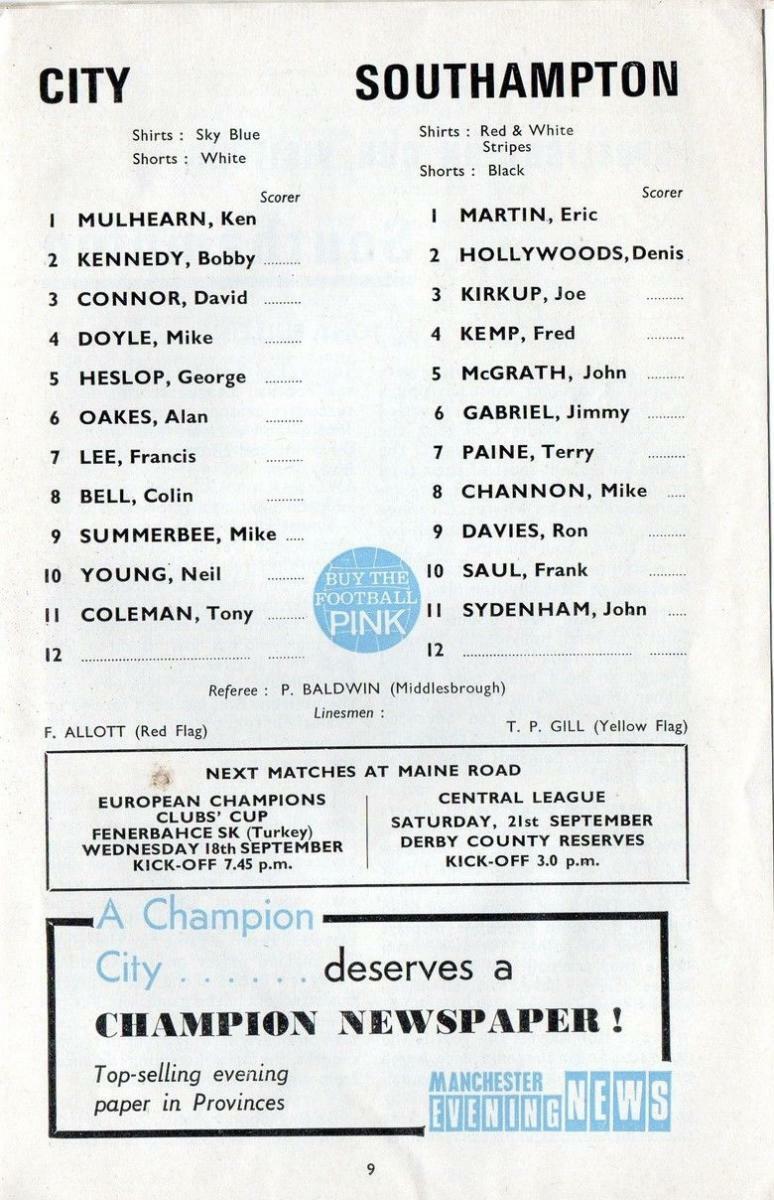 CITY
Shirts : Sky Blue
Shorts : White
Scorer
1 MULHEARN, Ken
2 KENNEDY, Bobby ..........
3 CONNOR, David ..........
4 DOYLE, Mike ..........
5 HESLOP, George ..........
6 OAKES, Alan ..........
7 LEE, Francis ..........
8 BELL, Colin ..........
9 SUMMERBEE, Mike .....
10 YOUNG, Neil ..........
11 COLEMAN, Tony ..........
12 .............................................. ..........
SOUTHAMPTON
Shirts : Red & White
Stripes
Shorts : Black
Scorer
1 MARTIN, Eric
2 HOLLYWOODS, Denis
3 KIRKUP, Joe ..........
4 KEMP, Fred ..........
5 McGRATH, John ..........
6 GABRIEL, Jimmy ..........
7 PAINE, Terry ..........
8 CHANNON, Mike .....
9 DAVIES, Ron ..........
10 SAUL, Frank ..........
11 SYDENHAM, John .....
12 .............................................. ..........
BUY THE
FOOTBALL
PINK
Referee : P. BALDWIN (Middlesbrough)
Linesmen :
F. ALLOTT (Red Flag)
T. P. GILL (Yellow Flag)
NEXT MATCHES AT MAINE ROAD
EUROPEAN CHAMPIONS
CLUBS' CUP
FENERBAHCE SK (Turkey)
WEDNESDAY 18th SEPTEMBER
KICK-OFF 7.45 p.m.
CENTRAL LEAGUE
SATURDAY, 21st SEPTEMBER
DERBY COUNTY RESERVES
KICK-OFF 3.0 p.m.
A Champion
City . . . . . . deserves a
CHAMPION NEWSPAPER !
Top-selling evening
paper in Provinces
MANCHESTER
EVENING NEWS
9